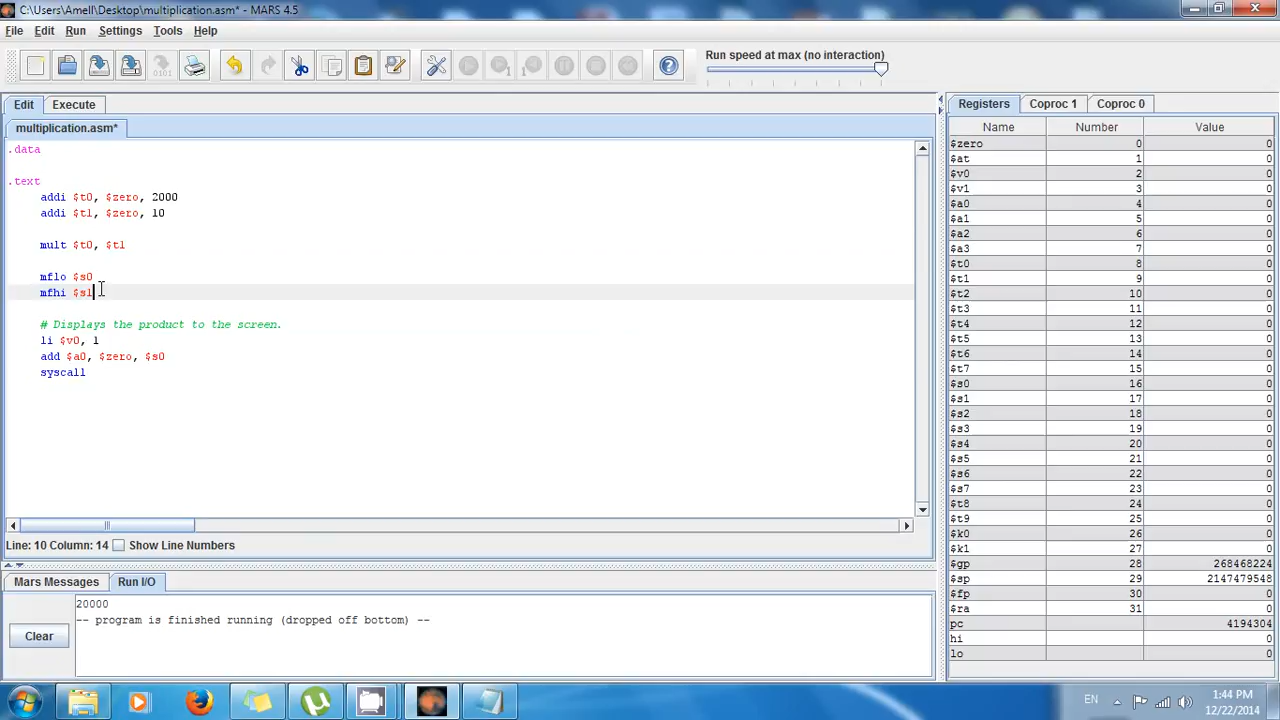 C:\Users\Amell\Desktop\multiplication.asm* - MARS 4.5
File Edit Run Settings Tools Help
Run speed at max (no interaction)
Edit Execute
multiplication.asm*
.data
.text
addi $t0, $zero, 2000
addi $t1, $zero, 10
mult $t0, $t1
mflo $s0
mfhi $s1
# Displays the product to the screen.
li $v0, 1
add $a0, $zero, $s0
syscall
Line: 10 Column: 14 Show Line Numbers
Mars Messages Run I/O
Clear
20000
-- program is finished running (dropped off bottom) --
Registers Coproc 1 Coproc 0
Name Number Value
$zero 0 0
$at 1 0
$v0 2 0
$v1 3 0
$a0 4 0
$a1 5 0
$a2 6 0
$a3 7 0
$t0 8 0
$t1 9 0
$t2 10 0
$t3 11 0
$t4 12 0
$t5 13 0
$t6 14 0
$t7 15 0
$s0 16 0
$s1 17 0
$s2 18 0
$s3 19 0
$s4 20 0
$s5 21 0
$s6 22 0
$s7 23 0
$t8 24 0
$t9 25 0
$k0 26 0
$k1 27 0
$gp 28 268468224
$sp 29 2147479548
$fp 30 0
$ra 31 0
pc 4194304
hi 0
lo 0
EN
1:44 PM
12/22/2014